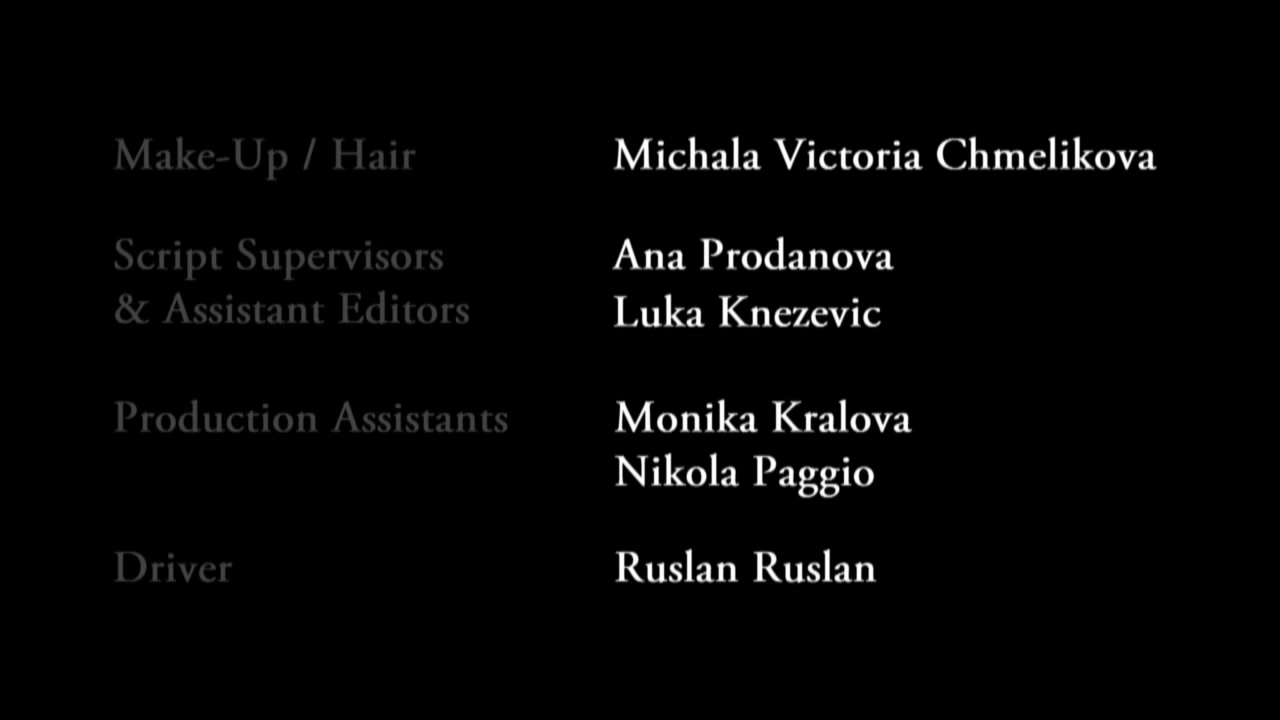 Make-Up / Hair Michala Victoria Chmelikova
Script Supervisors Ana Prodanova
& Assistant Editors Luka Knezevic
Production Assistants Monika Kralova
Nikola Paggio
Driver Ruslan Ruslan